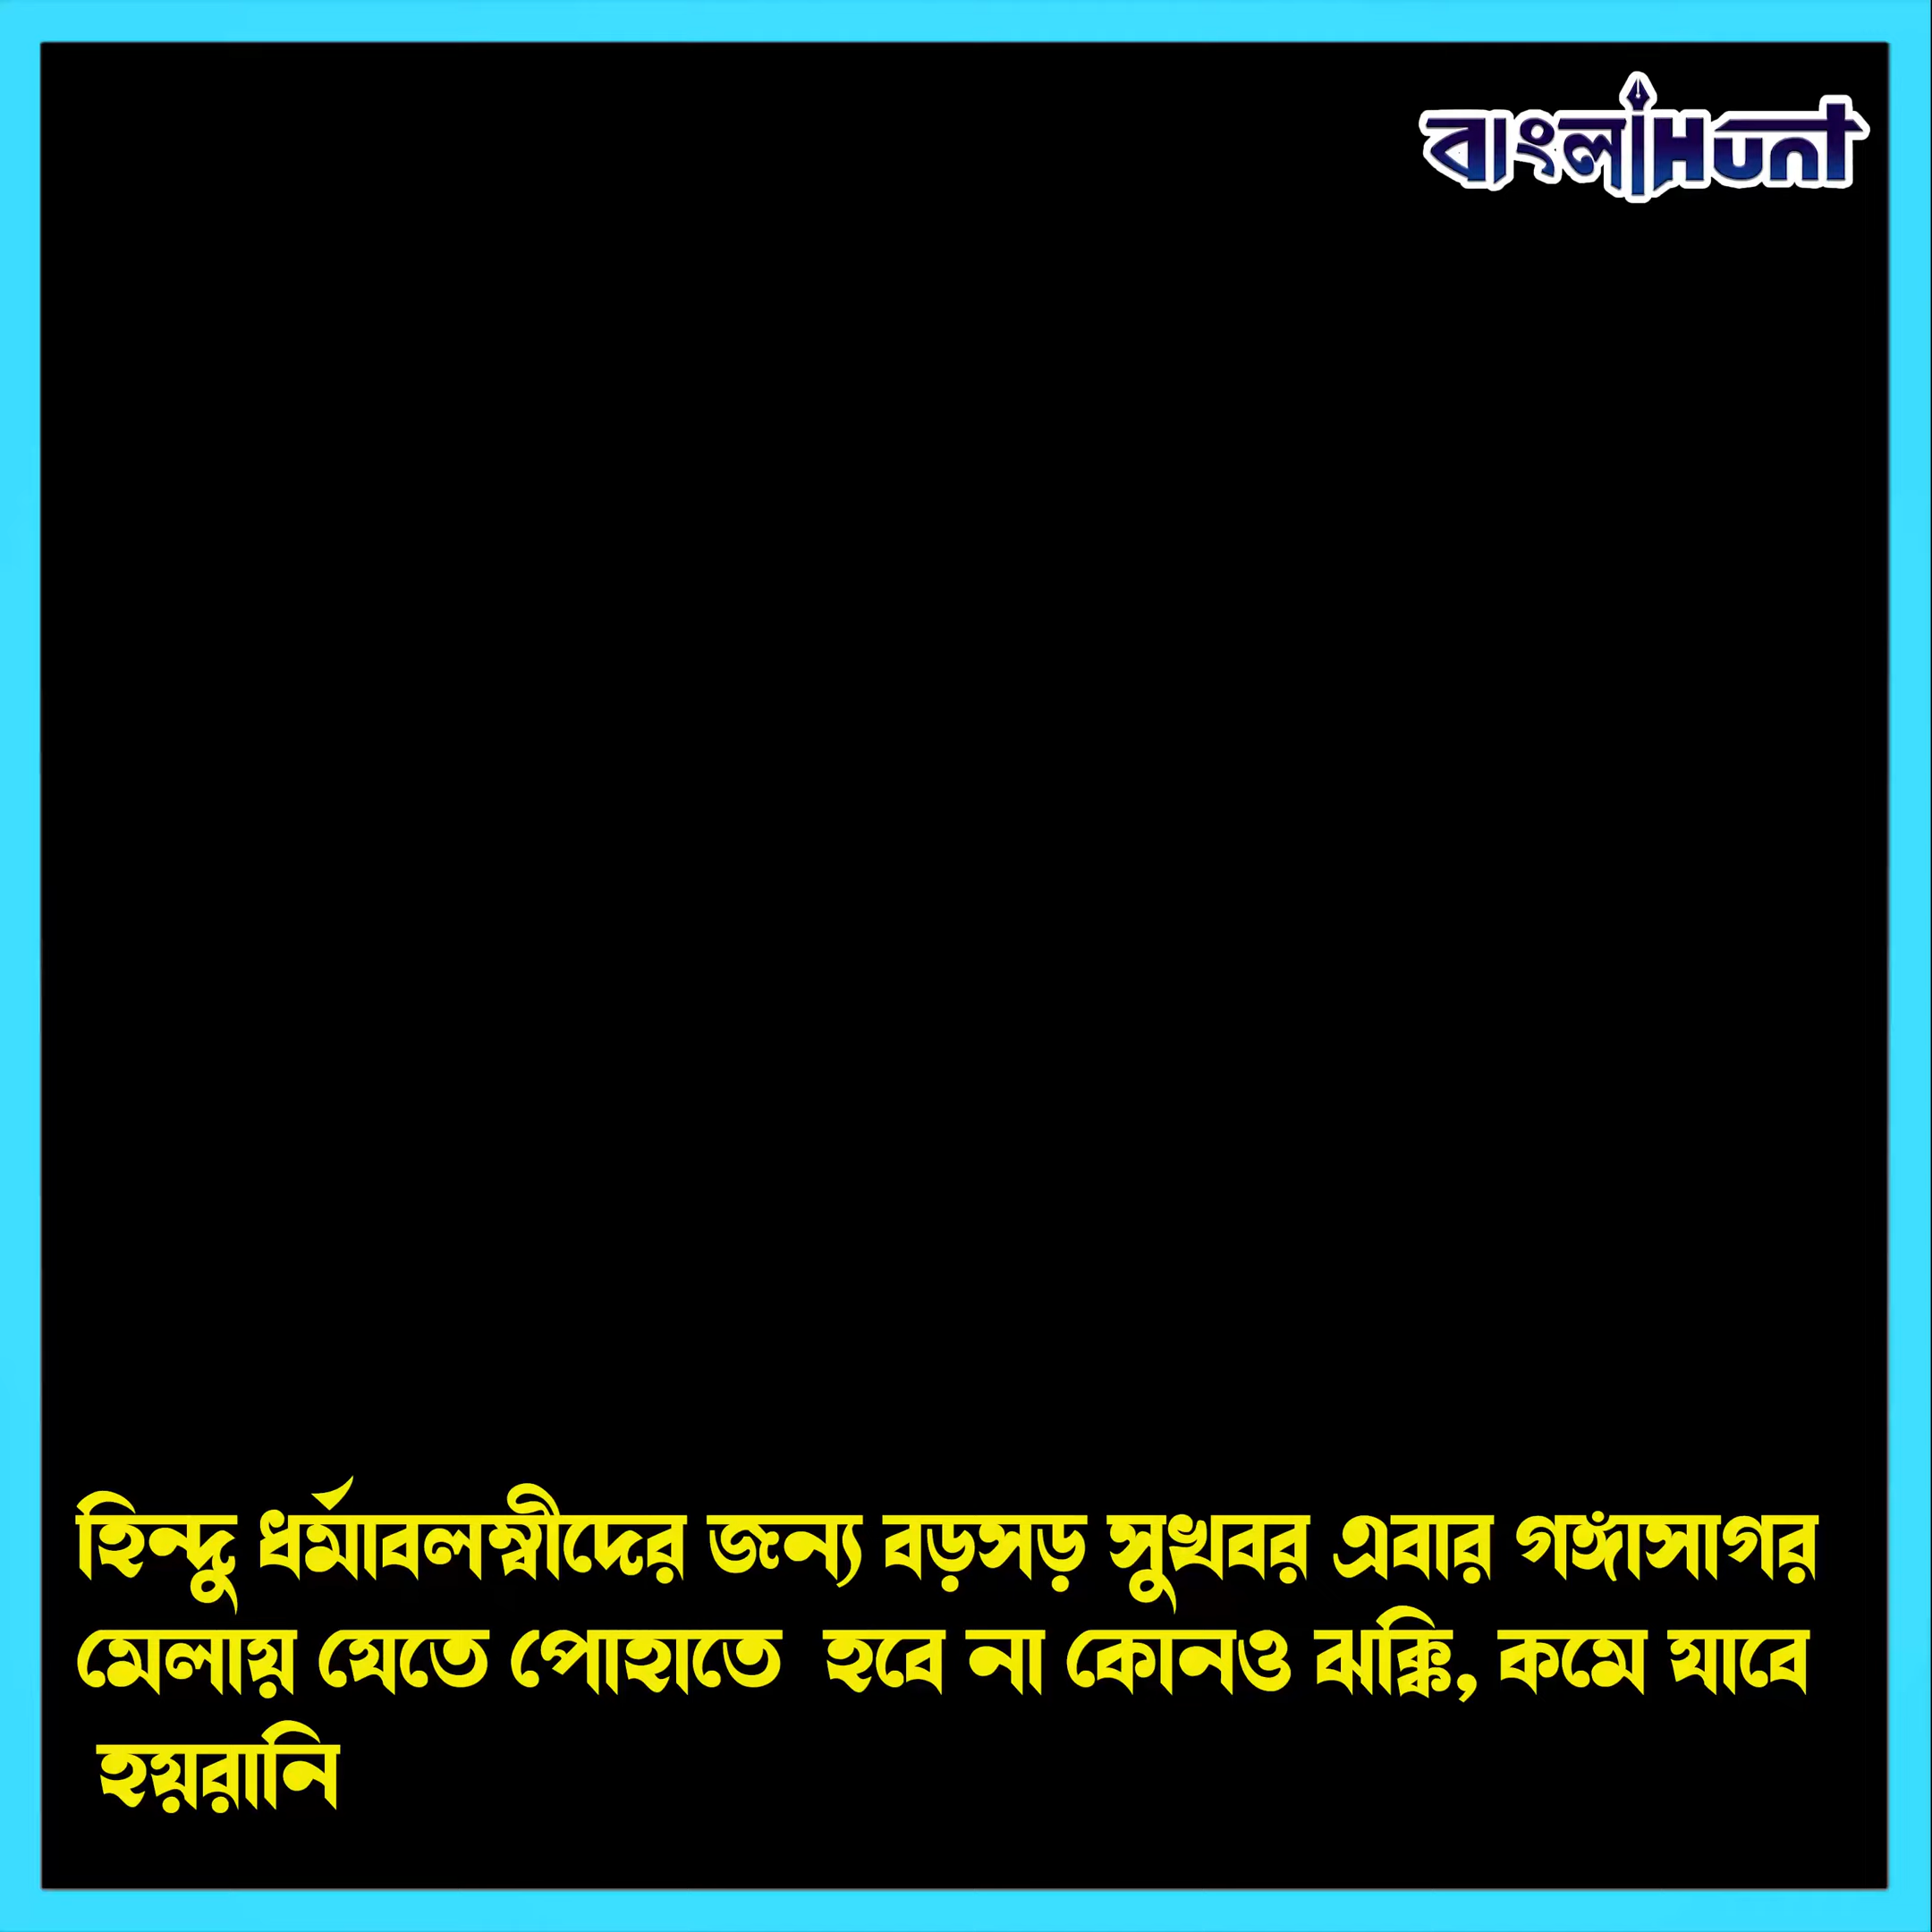 বাংলাHunt
হিন্দু ধর্মাবলম্বীদের জন্য বড়সড় সুখবর এবার গঙ্গাসাগর
মেলায় যেতে পোহাতে হবে না কোনও ঝক্কি, কমে যাবে
হয়রানি